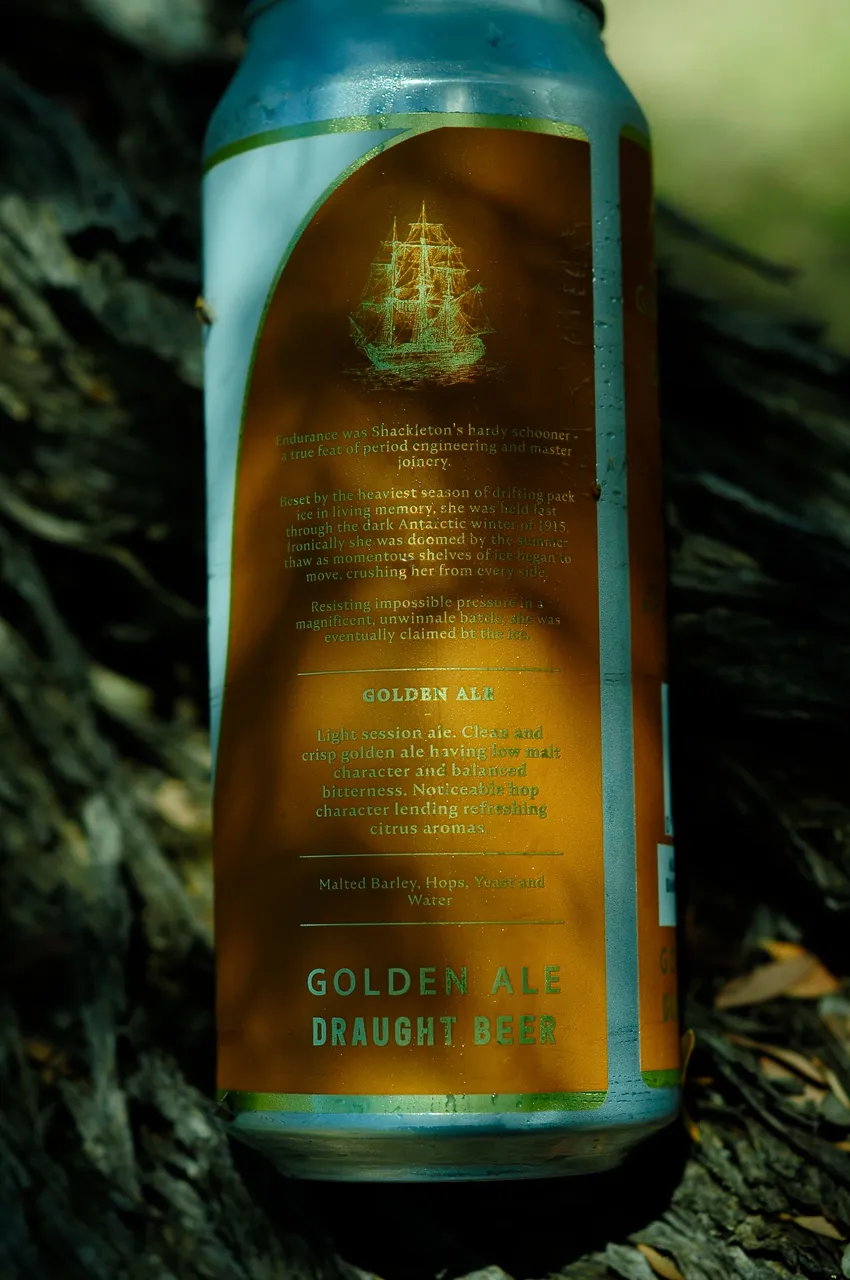 Endurance was Shackleton's hardy schooner -
a true feat of period engineering and master
joinery.
Beset by the heaviest season of drifting pack
ice in living memory, she was held fast
through the dark Antarctic winter of 1915.
Ironically she was doomed by the summer
thaw as momentous shelves of ice began to
move, crushing her from every side.
Resisting impossible pressure in a
magnificent, unwinnale battle, she was
eventually claimed bt the ice.
GOLDEN ALE
Light session ale. Clean and
crisp golden ale having low malt
character and balanced
bitterness. Noticeable hop
character lending refreshing
citrus aromas
Malted Barley, Hops, Yeast and
Water
GOLDEN ALE
DRAUGHT BEER